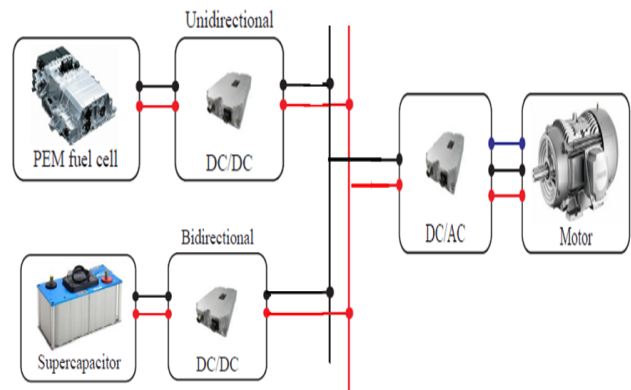 Unidirectional
PEM fuel cell
DC/DC
DC/AC
Motor
Bidirectional
Supercapacitor
DC/DC